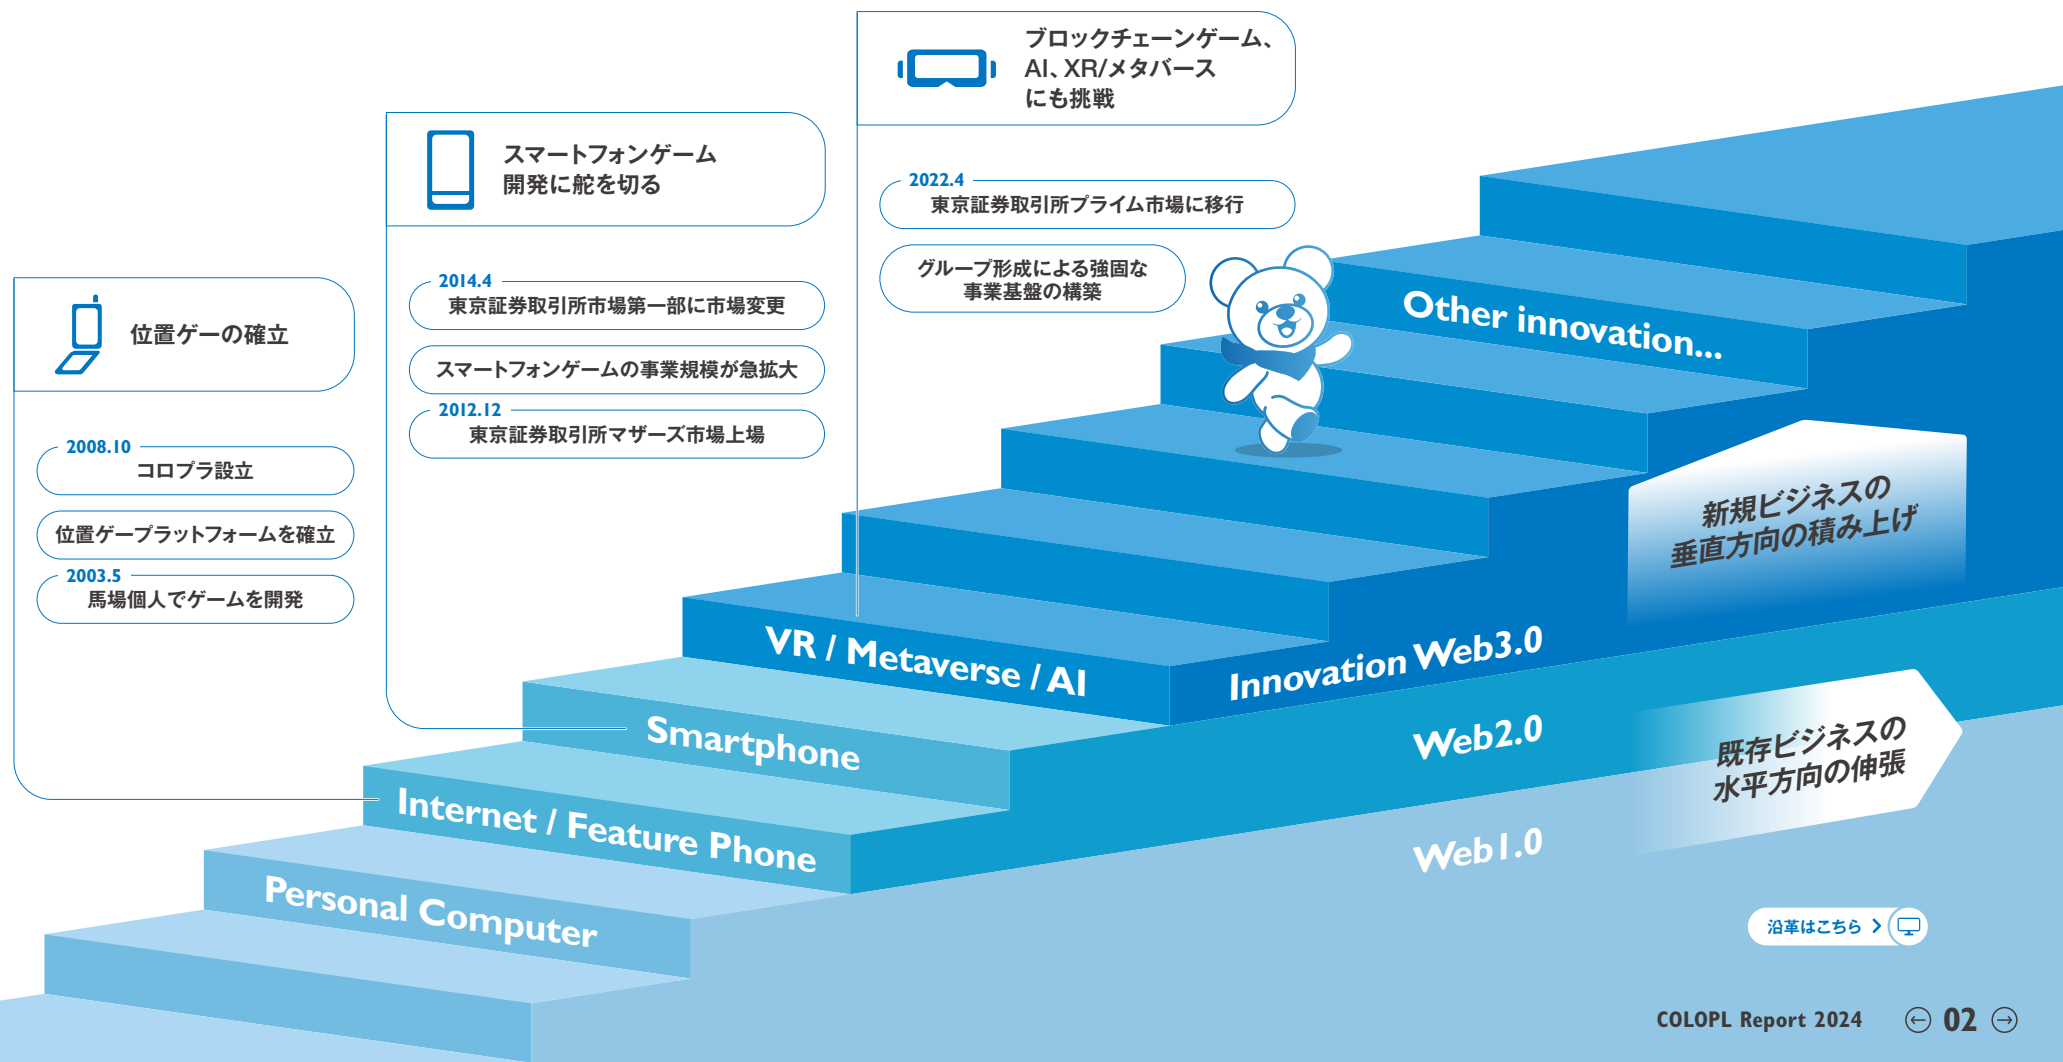 位置ゲーの確立
2008.10
コロプラ設立
位置ゲープラットフォームを確立
2003.5
馬場個人でゲームを開発
スマートフォンゲーム
開発に舵を切る
2014.4
東京証券取引所市場第一部に市場変更
スマートフォンゲームの事業規模が急拡大
2012.12
東京証券取引所マザーズ市場上場
ブロックチェーンゲーム、
AI、XR/メタバース
にも挑戦
2022.4
東京証券取引所プライム市場に移行
グループ形成による強固な
事業基盤の構築
Other innovation...
VR / Metaverse / AI
Smartphone
Internet / Feature Phone
Personal Computer
Innovation Web3.0
Web2.0
Web1.0
新規ビジネスの
垂直方向の積み上げ
既存ビジネスの
水平方向の伸張
沿革はこちら
COLOPL Report 2024
02